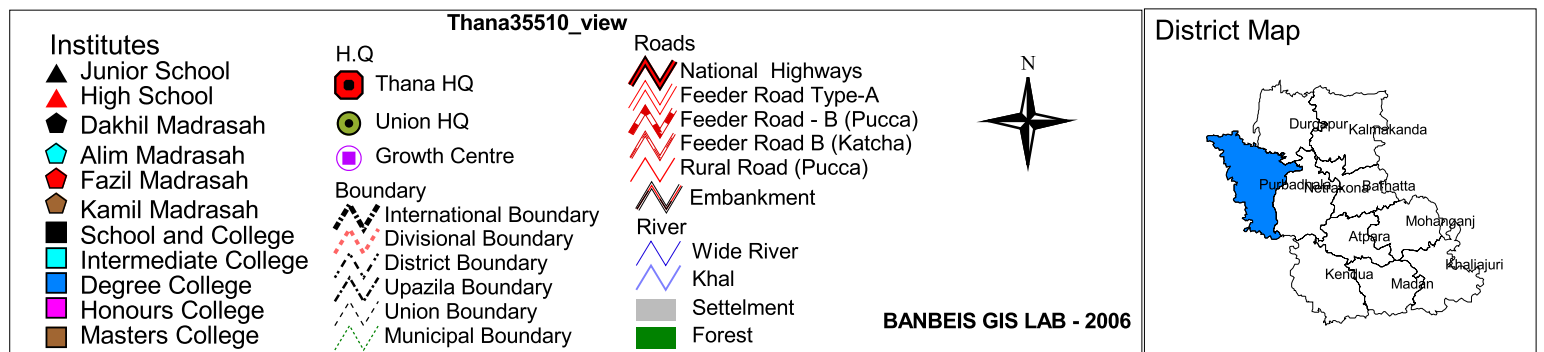 Thana35510_view
Institutes
Junior School
High School
Dakhil Madrasah
Alim Madrasah
Fazil Madrasah
Kamil Madrasah
School and College
Intermediate College
Degree College
Honours College
Masters College
H.Q
Thana HQ
Union HQ
Growth Centre
Boundary
International Boundary
Divisional Boundary
District Boundary
Upazila Boundary
Union Boundary
Municipal Boundary
Roads
National Highways
Feeder Road Type-A
Feeder Road - B (Pucca)
Feeder Road B (Katcha)
Rural Road (Pucca)
Embankment
River
Wide River
Khal
Settelment
Forest
N
BANBEIS GIS LAB - 2006
District Map
Durgapur
Kalmakanda
Purbadhala
Netrakona
Barhatta
Mohanganj
Atpara
Khaliajuri
Kendua
Madan